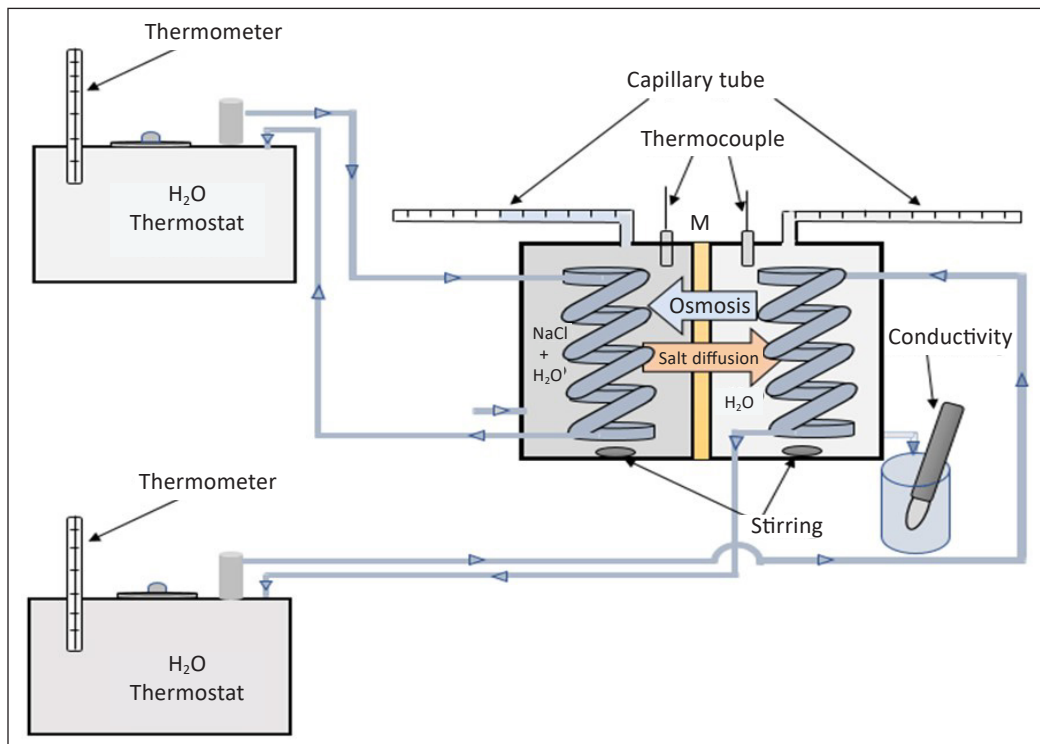 Thermometer
Capillary tube
Thermocouple
H₂O
Thermostat
M
Osmosis
NaCl
+
H₂O
Salt diffusion
H₂O
Conductivity
Thermometer
Stirring
H₂O
Thermostat